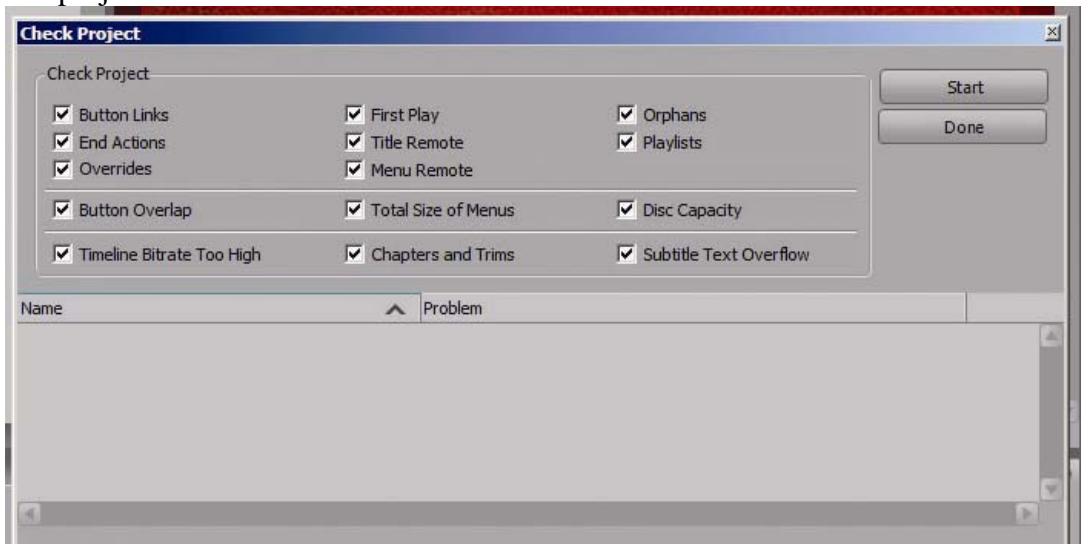 Check Project
Check Project
Button Links First Play Orphans
End Actions Title Remote Playlists
Overrides Menu Remote
Button Overlap Total Size of Menus Disc Capacity
Timeline Bitrate Too High Chapters and Trims Subtitle Text Overflow
Start
Done
Name Problem